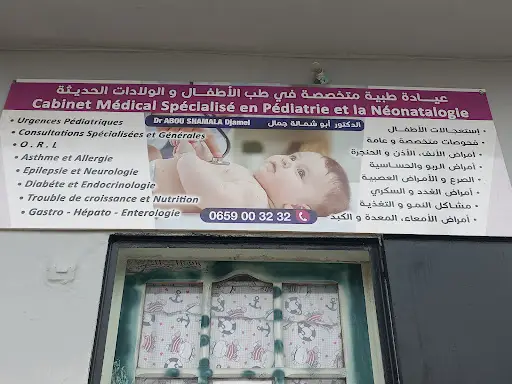 عيادة طبية متخصصة في طب الأطفال و الولادات الحديثة
Cabinet Médical Spécialisé en Pédiatrie et la Néonatalogie
Dr ABOU SHAMALA Djamel الدكتور أبو شمالة جمال
• Urgences Pédiatriques
• Consultations Spécialisées et Générales
• O . R . L
• Asthme et Allergie
• Epilepsie et Neurologie
• Diabéte et Endocrinologie
• Trouble de croissance et Nutrition
• Gastro - Hépato - Enterologie
• إستعجالات الأطفال
• فحوصات متخصصة و عامة
• أمراض الأنف، الأذن و الحنجرة
• أمراض الربو والحساسية
• الصرع و الأمراض العصبية
• أمراض الغدد و السكري
• مشاكل النمو و التغذية
• أمراض الأمعاء، المعدة و الكبد
0659 00 32 32